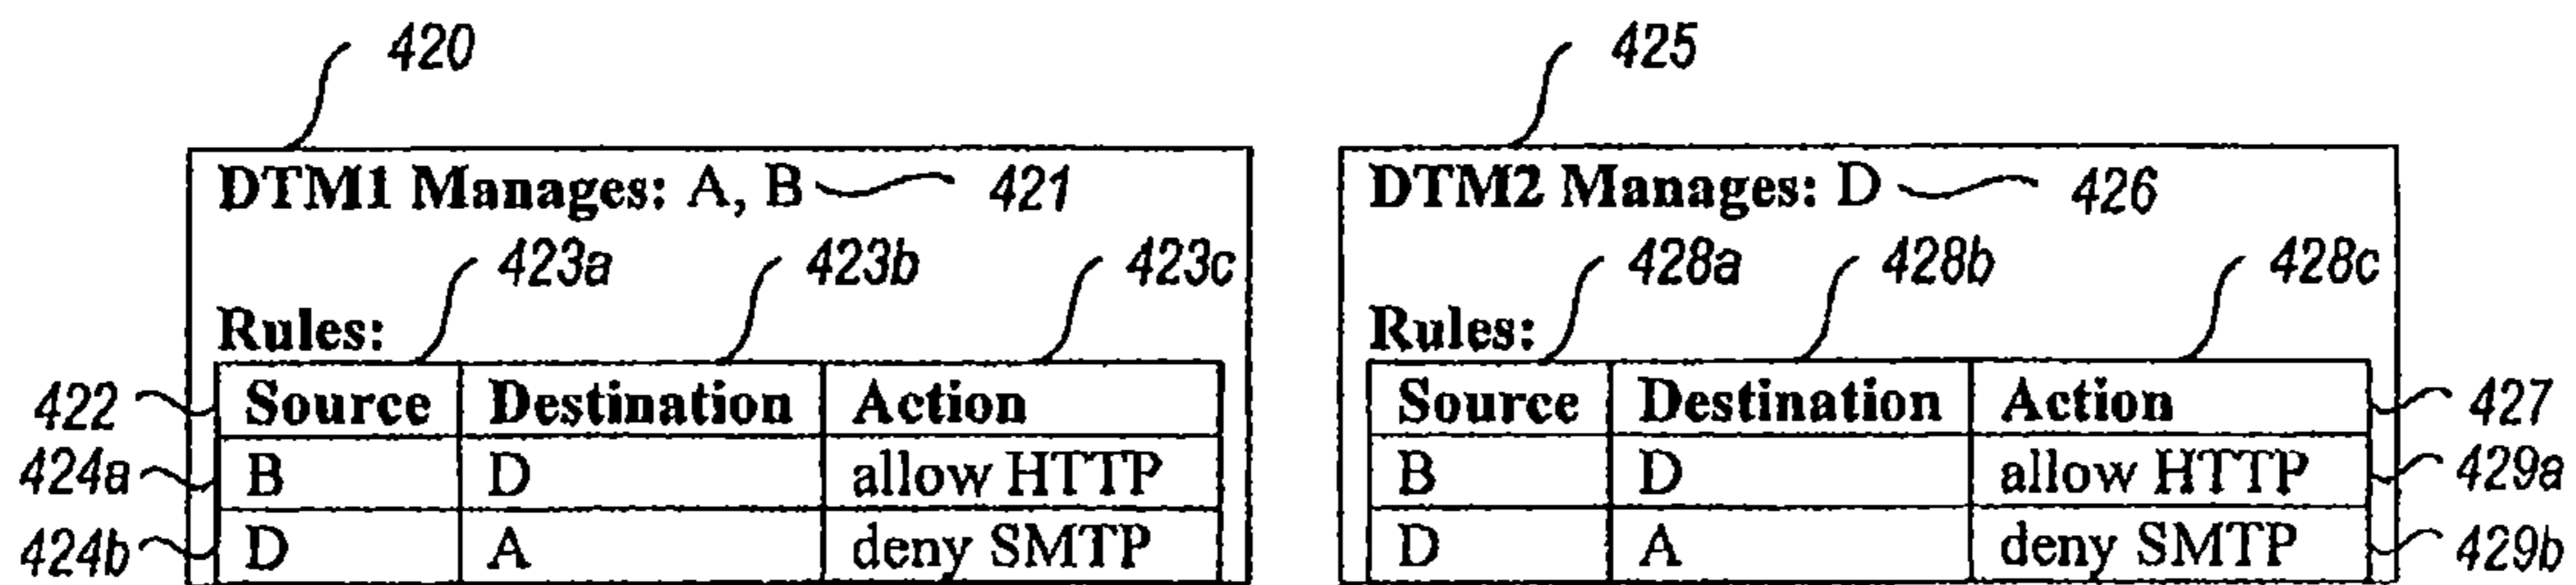 420 425
DTM1 Manages: A, B 421 DTM2 Manages: D 426
423a 423b 423c 428a 428b 428c
Rules: Rules:
422 Source Destination Action Source Destination Action 427
424a B D allow HTTP B D allow HTTP 429a
424b D A deny SMTP D A deny SMTP 429b